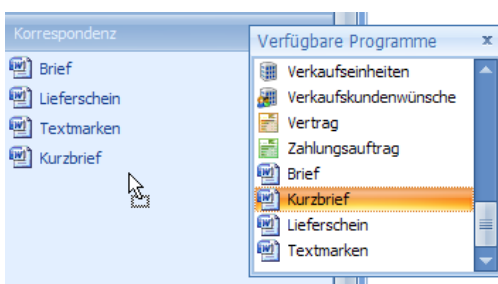 Korrespondenz
Brief
Lieferschein
Textmarken
Kurzbrief
Verfügbare Programme x
Verkaufseinheiten
Verkaufskundenwünsche
Vertrag
Zahlungsauftrag
Brief
Kurzbrief
Lieferschein
Textmarken